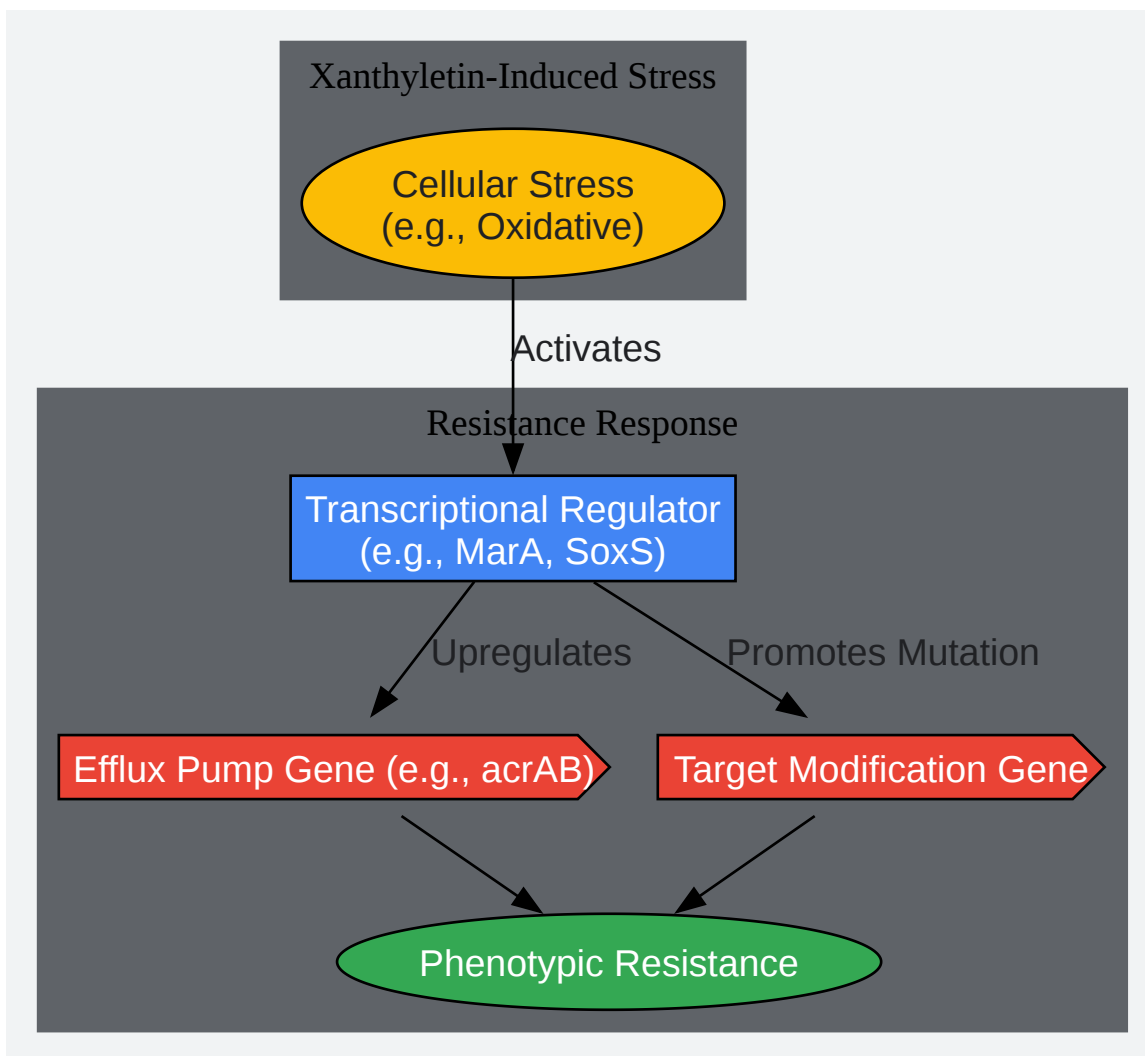 Xanthyletin-Induced Stress
Cellular Stress
(e.g., Oxidative)
Activates
Resistance Response
Transcriptional Regulator
(e.g., MarA, SoxS)
Upregulates
Promotes Mutation
Efflux Pump Gene (e.g., acrAB)
Target Modification Gene
Phenotypic Resistance